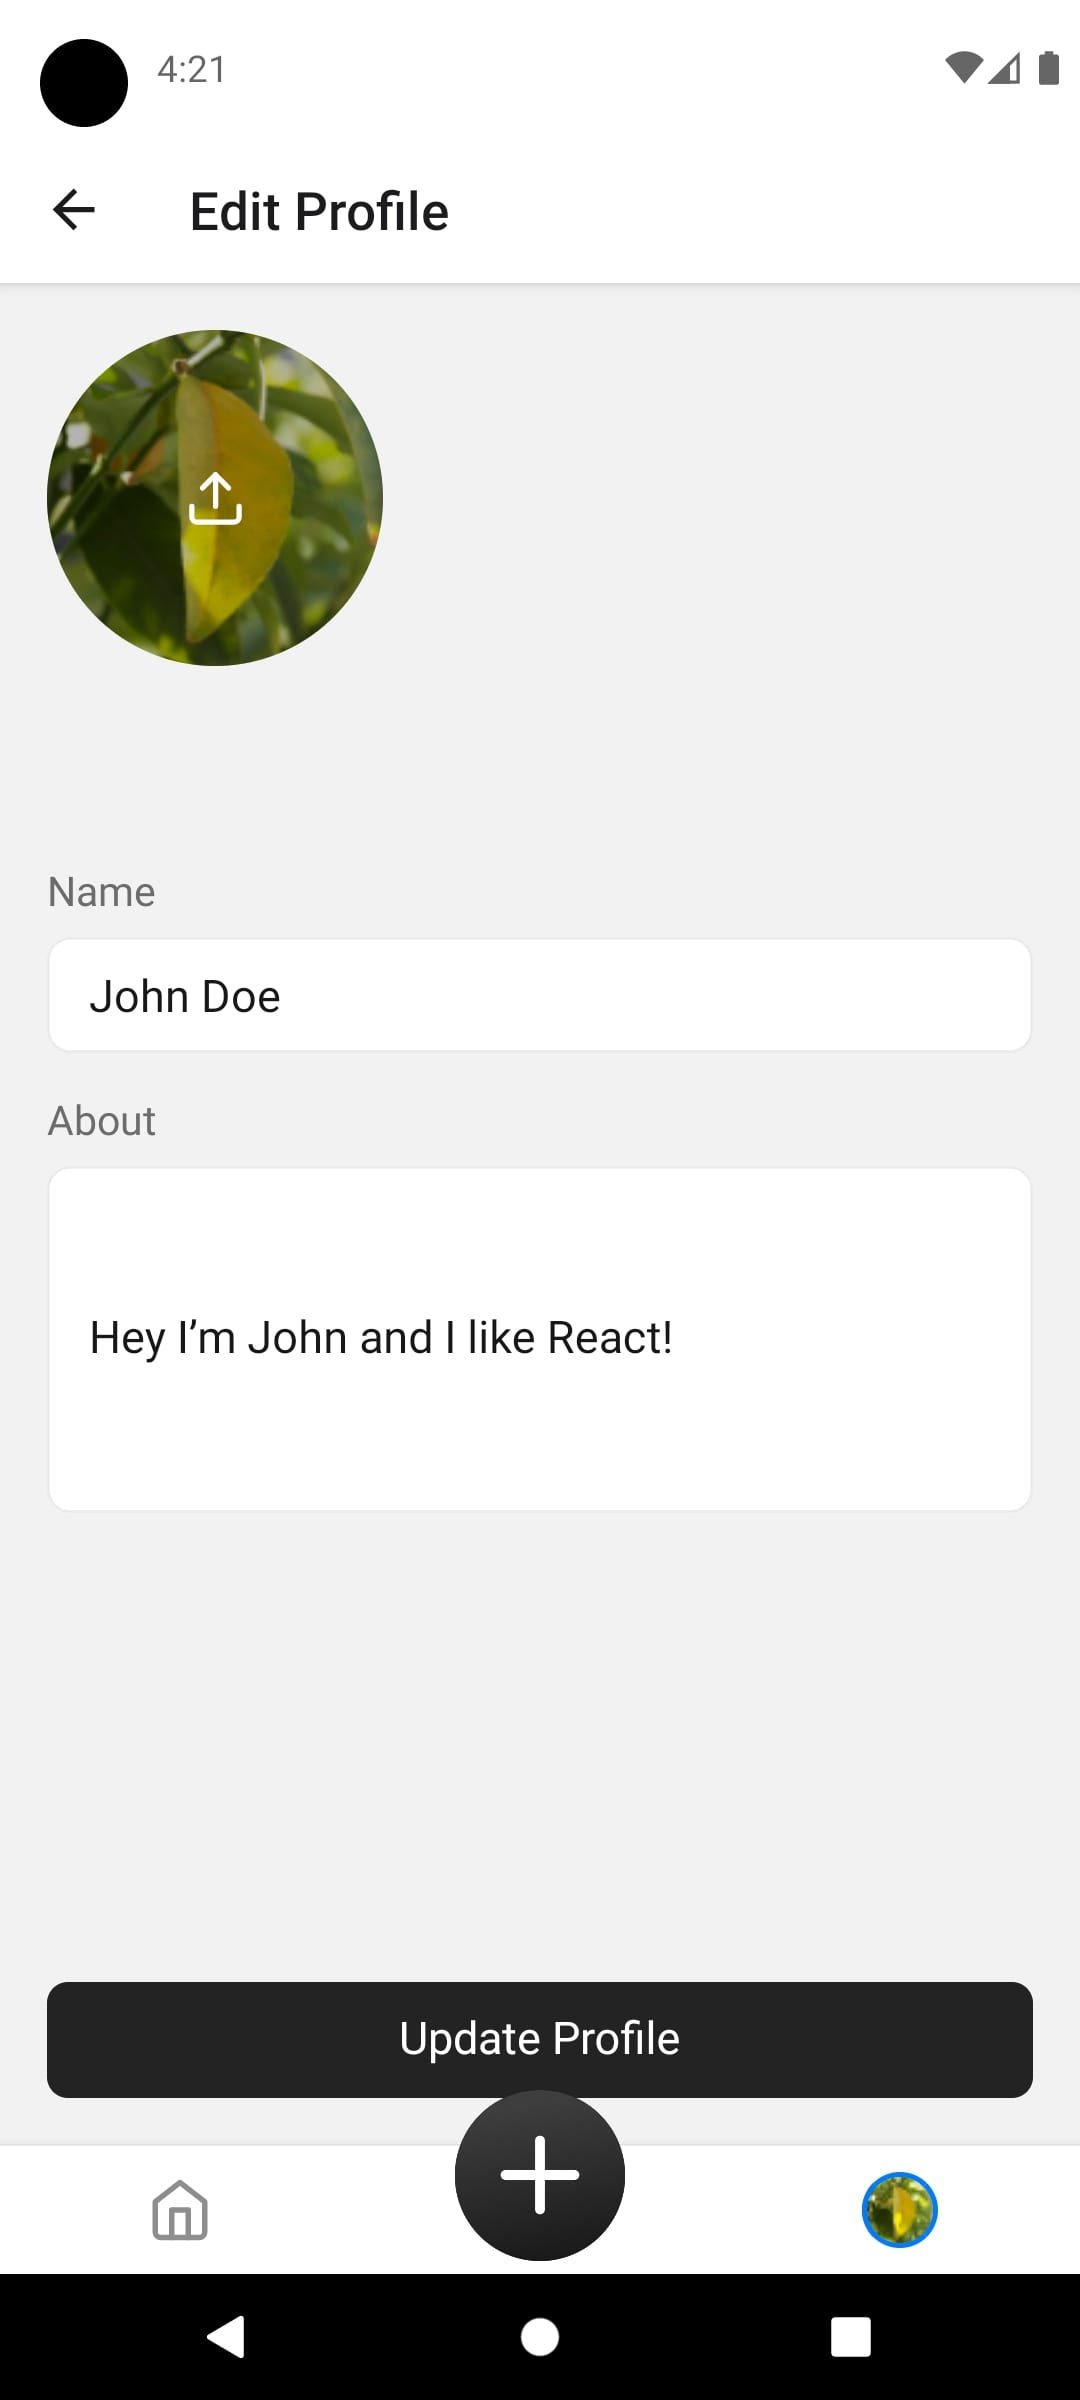 4:21
Edit Profile
Name
John Doe
About
Hey I’m John and I like React!
Update Profile